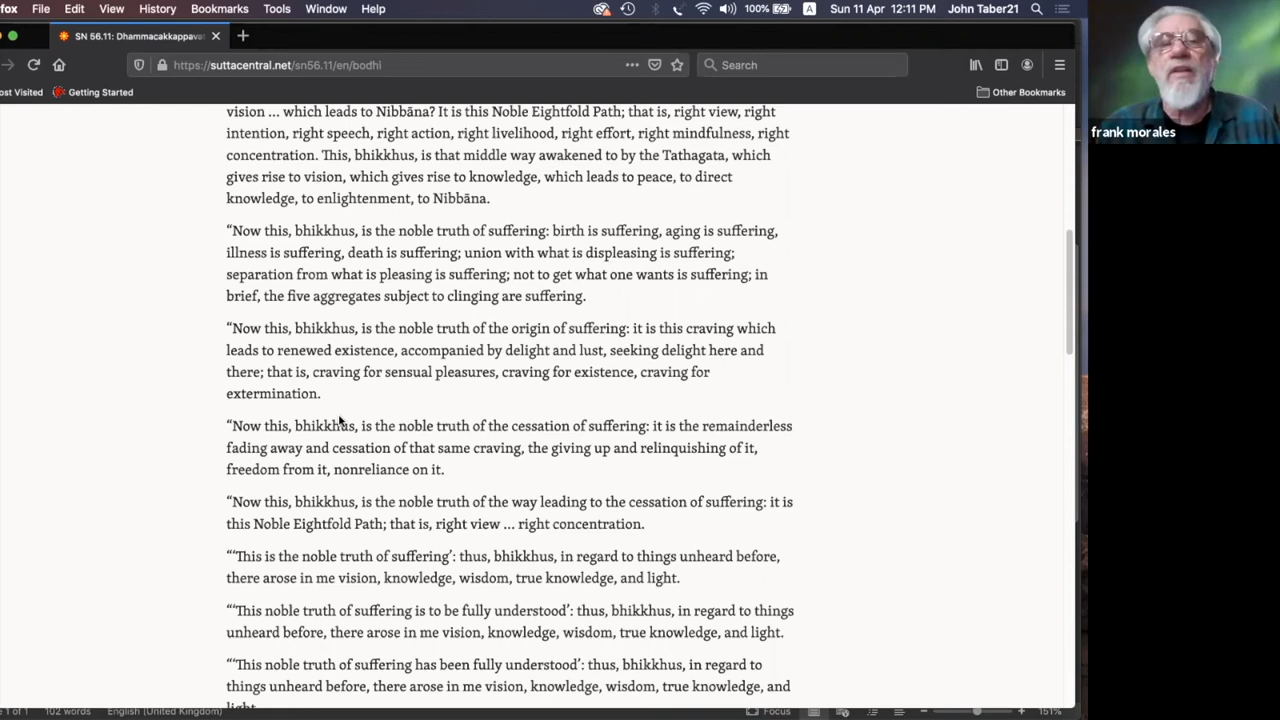 fox File Edit View History Bookmarks Tools Window Help 100% A Sun 11 Apr 12:11 PM John Taber21
SN 56.11: Dhammacakkappava
https://suttacentral.net/sn56.11/en/bodhi
Search
ost Visited Getting Started Other Bookmarks
frank morales
vision ... which leads to Nibbāna? It is this Noble Eightfold Path; that is, right view, right
intention, right speech, right action, right livelihood, right effort, right mindfulness, right
concentration. This, bhikkhus, is that middle way awakened to by the Tathagata, which
gives rise to vision, which gives rise to knowledge, which leads to peace, to direct
knowledge, to enlightenment, to Nibbāna.
“Now this, bhikkhus, is the noble truth of suffering: birth is suffering, aging is suffering,
illness is suffering, death is suffering; union with what is displeasing is suffering;
separation from what is pleasing is suffering; not to get what one wants is suffering; in
brief, the five aggregates subject to clinging are suffering.
“Now this, bhikkhus, is the noble truth of the origin of suffering: it is this craving which
leads to renewed existence, accompanied by delight and lust, seeking delight here and
there; that is, craving for sensual pleasures, craving for existence, craving for
extermination.
“Now this, bhikkhus, is the noble truth of the cessation of suffering: it is the remainderless
fading away and cessation of that same craving, the giving up and relinquishing of it,
freedom from it, nonreliance on it.
“Now this, bhikkhus, is the noble truth of the way leading to the cessation of suffering: it is
this Noble Eightfold Path; that is, right view ... right concentration.
“‘This is the noble truth of suffering’: thus, bhikkhus, in regard to things unheard before,
there arose in me vision, knowledge, wisdom, true knowledge, and light.
“‘This noble truth of suffering is to be fully understood’: thus, bhikkhus, in regard to things
unheard before, there arose in me vision, knowledge, wisdom, true knowledge, and light.
“‘This noble truth of suffering has been fully understood’: thus, bhikkhus, in regard to
things unheard before, there arose in me vision, knowledge, wisdom, true knowledge, and
light.
e 1 of 1 102 words English (United Kingdom) Focus 151%